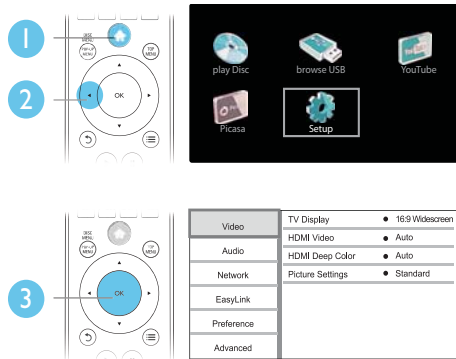 1
2
DISC
MENU
POP-UP
MENU
TOP
MENU
OK
play Disc
browse USB
YouTube
Picasa
Setup
3
DISC
MENU
POP-UP
MENU
TOP
MENU
OK
Video
Audio
Network
EasyLink
Preference
Advanced
TV Display ● 16:9 Widescreen
HDMI Video ● Auto
HDMI Deep Color ● Auto
Picture Settings ● Standard